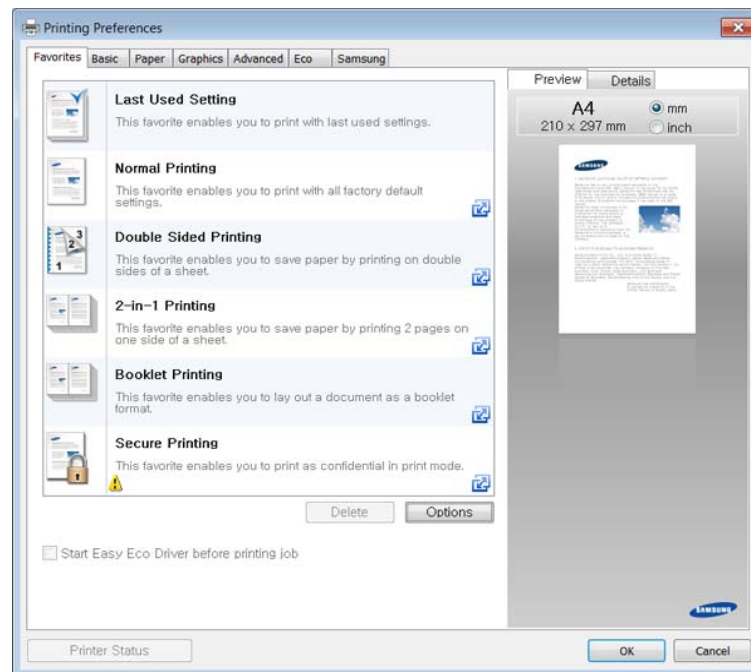 Printing Preferences
Favorites Basic Paper Graphics Advanced Eco Samsung
Last Used Setting
This favorite enables you to print with last used settings.
Normal Printing
This favorite enables you to print with all factory default
settings.
Double Sided Printing
This favorite enables you to save paper by printing on double
sides of a sheet.
2-in-1 Printing
This favorite enables you to save paper by printing 2 pages on
one side of a sheet.
Booklet Printing
This favorite enables you to lay out a document as a booklet
format.
Secure Printing
This favorite enables you to print as confidential in print mode.
Delete Options
Start Easy Eco Driver before printing job
Printer Status
Preview Details
A4 mm
210 x 297 mm inch
SAMSUNG
SAMSUNG
OK Cancel